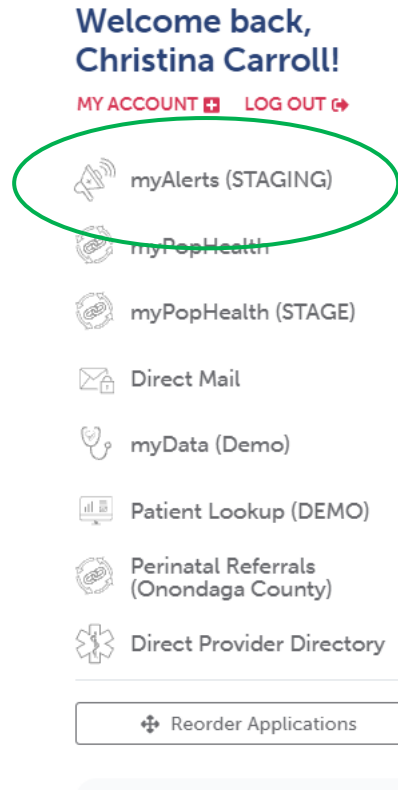 Welcome back,
Christina Carroll!
MY ACCOUNT LOG OUT
myAlerts (STAGING)
myPopHealth
myPopHealth (STAGE)
Direct Mail
myData (Demo)
Patient Lookup (DEMO)
Perinatal Referrals
(Onondaga County)
Direct Provider Directory
Reorder Applications